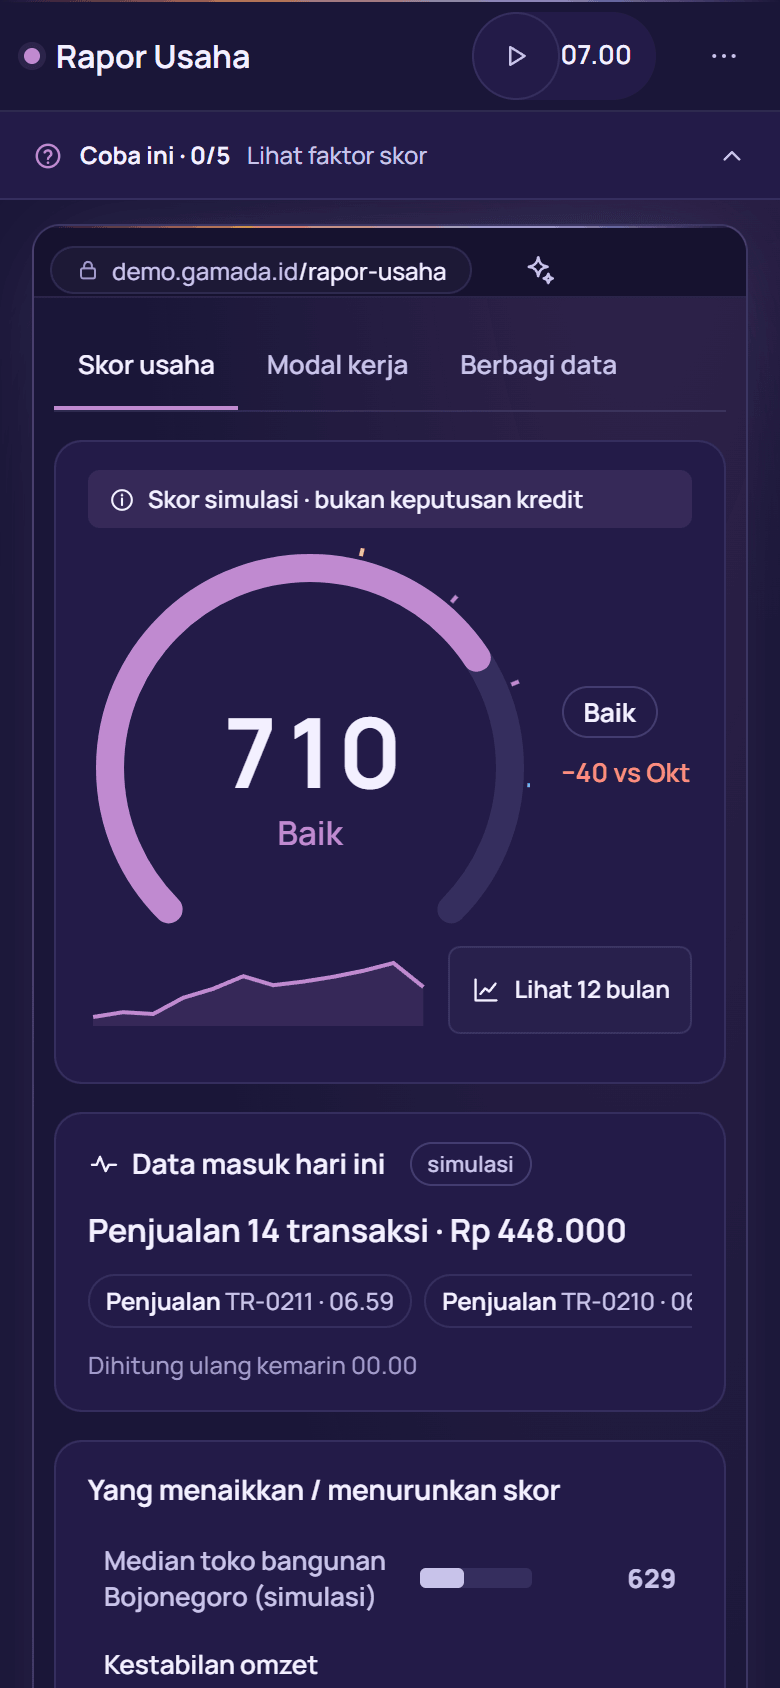 Rapor Usaha
07.00
Coba ini · 0/5 Lihat faktor skor
demo.gamada.id/rapor-usaha
Skor usaha Modal kerja Berbagi data
Skor simulasi · bukan keputusan kredit
710
Baik
Baik
−40 vs Okt
Lihat 12 bulan
Data masuk hari ini simulasi
Penjualan 14 transaksi · Rp 448.000
Penjualan TR-0211 · 06.59 Penjualan TR-0210 · 06
Dihitung ulang kemarin 00.00
Yang menaikkan / menurunkan skor
Median toko bangunan
Bojonegoro (simulasi)
629
Kestabilan omzet